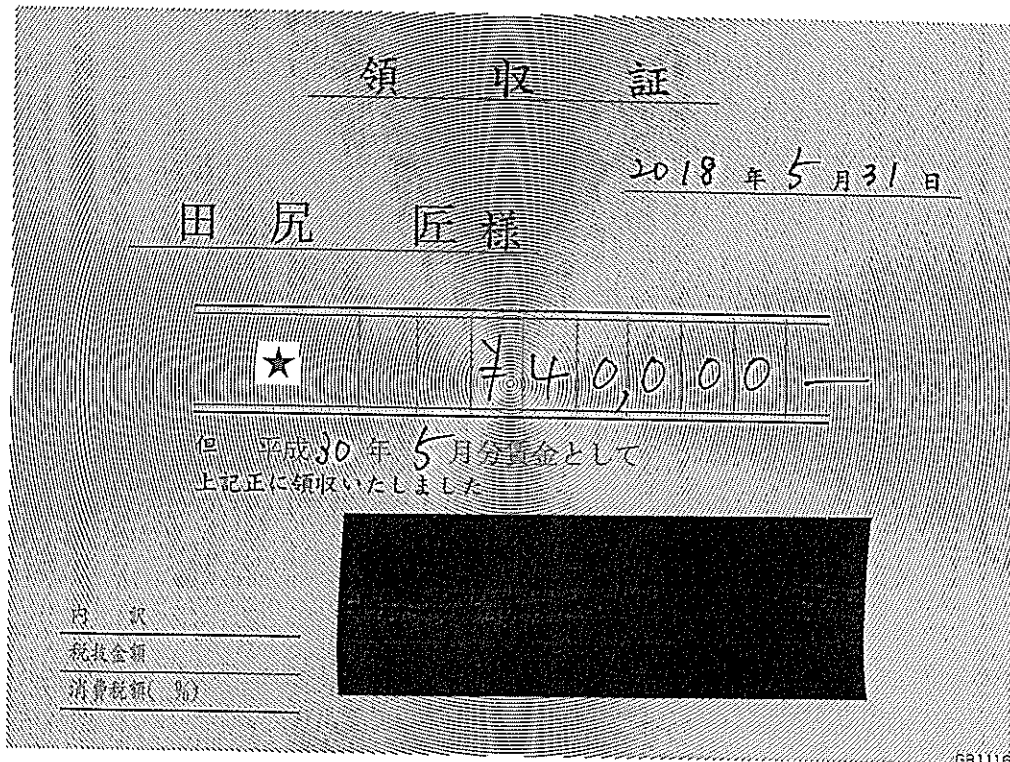 領 収 証
2018 年 5 月 31 日
田 尻 匠 様
★ ¥40,000—
但 平成30年 5月分賃金として
上記正に領収いたしました
内 訳
税抜金額
消費税額( %)
GB1116